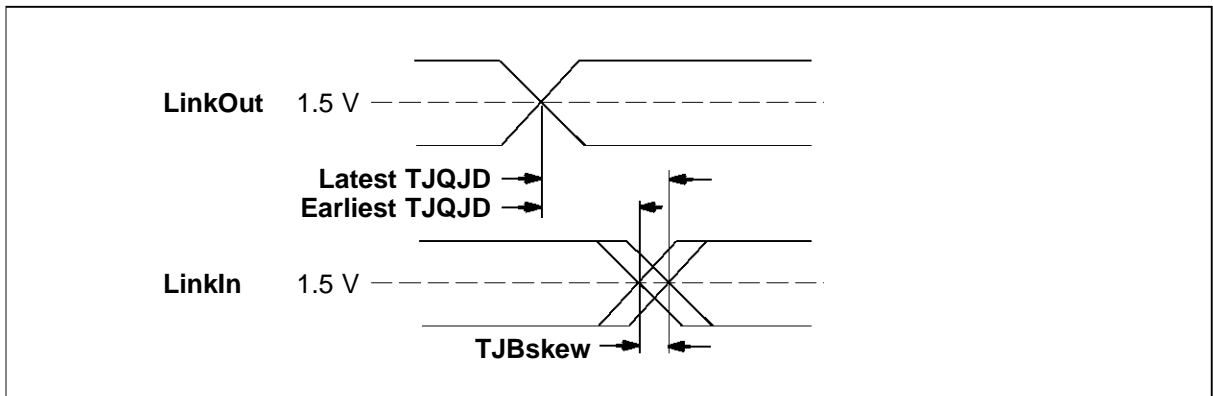 LinkOut 1.5 V
Latest TJQJD
Earliest TJQJD
LinkIn 1.5 V
TJBskew